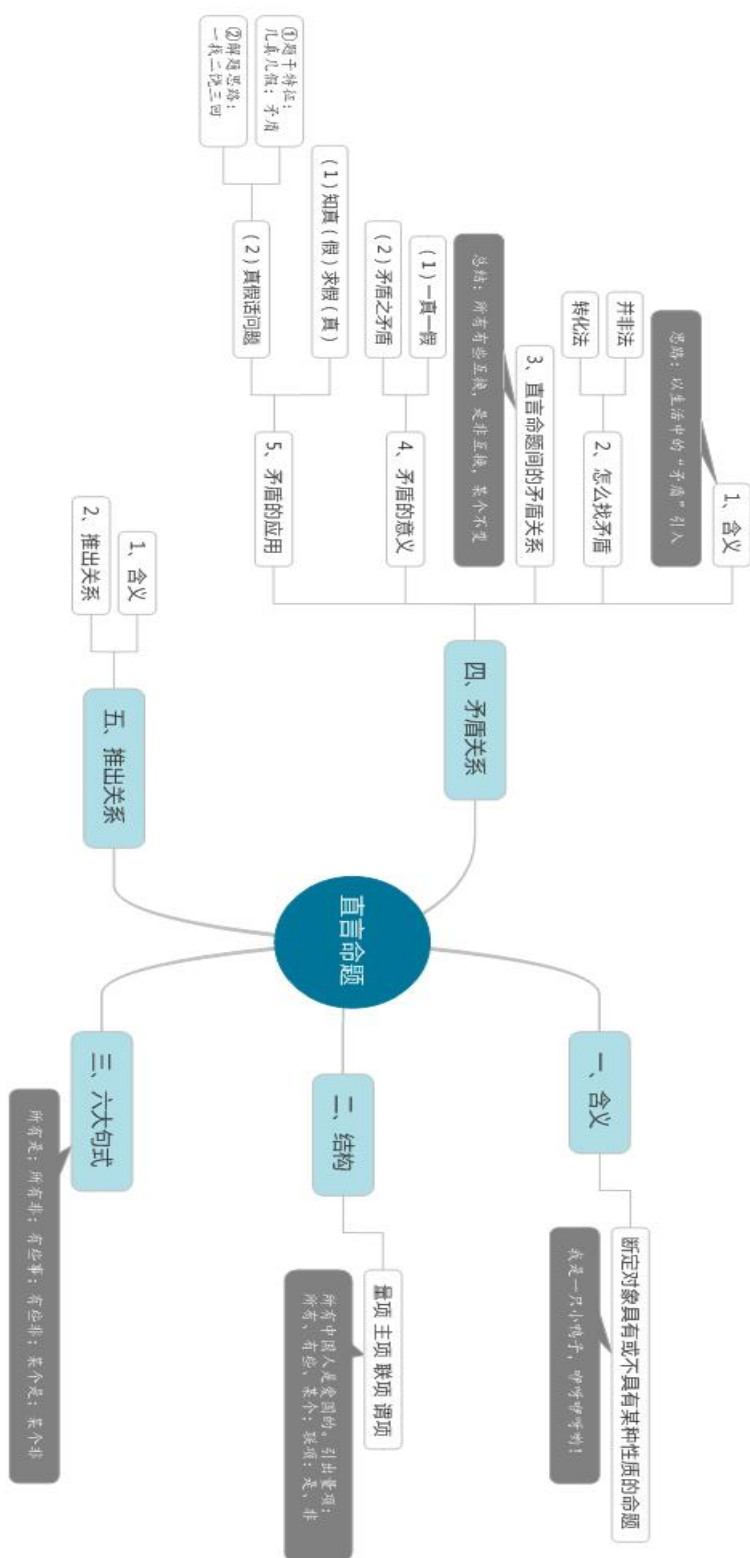 直言命题
一、含义
断定对象具有或不具有某种性质的命题
我是一只小鸭子，咿呀咿呀哟！
二、结构
量项 主项 联项 谓项
所有中国人是爱国的。引出量项：
所有、有些、某个；联项：是、非
三、六大句式
所有是；所有非；有些事；有些非；某个是；某个非
四、矛盾关系
1、含义
思路：以生活中的“矛盾”引入
2、怎么找矛盾
并非法
转化法
3、直言命题间的矛盾关系
总结：所有有些互换，是非互换，某个不变
4、矛盾的意义
（1）一真一假
（2）矛盾之矛盾
5、矛盾的应用
（1）知真（假）求假（真）
（2）真假话问题
①题干特征：
几真几假；矛盾
②解题思路：
一找二绕三回
五、推出关系
1、含义
2、推出关系